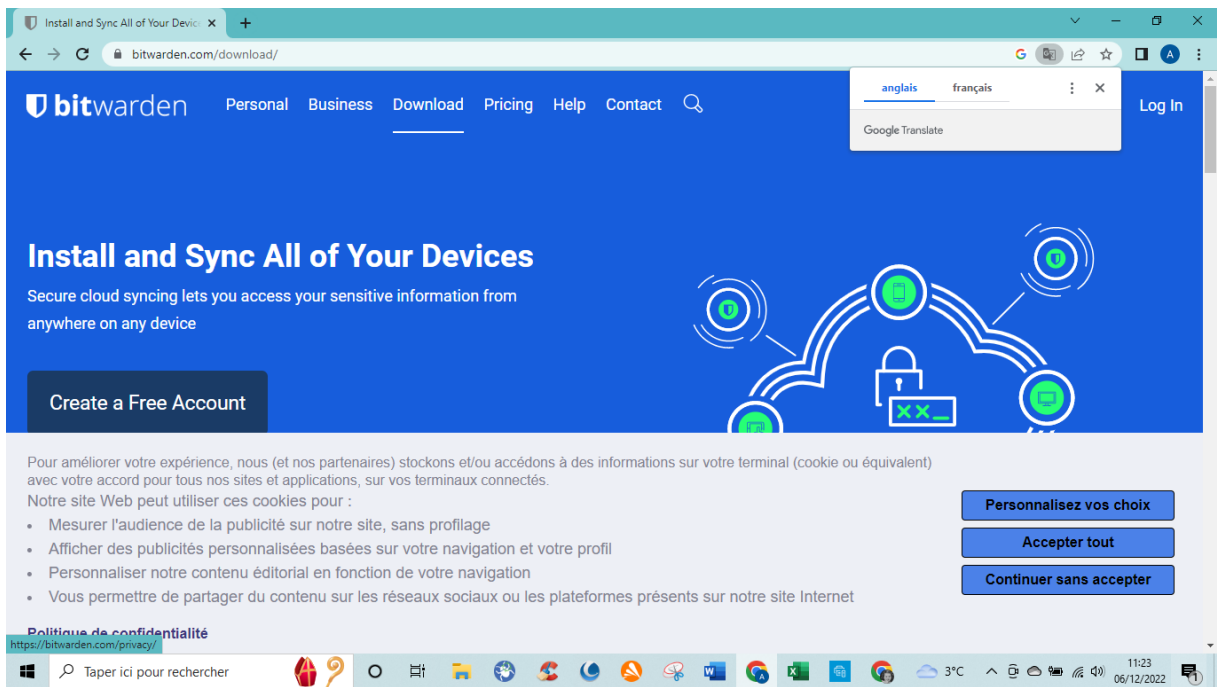 Install and Sync All of Your Device
bitwarden.com/download/
bitwarden
Personal Business Download Pricing Help Contact
Log In
anglais français
Google Translate
Install and Sync All of Your Devices
Secure cloud syncing lets you access your sensitive information from
anywhere on any device
Create a Free Account
XX_
Pour améliorer votre expérience, nous (et nos partenaires) stockons et/ou accédons à des informations sur votre terminal (cookie ou équivalent)
avec votre accord pour tous nos sites et applications, sur vos terminaux connectés.
Notre site Web peut utiliser ces cookies pour :
• Mesurer l'audience de la publicité sur notre site, sans profilage
• Afficher des publicités personnalisées basées sur votre navigation et votre profil
• Personnaliser notre contenu éditorial en fonction de votre navigation
• Vous permettre de partager du contenu sur les réseaux sociaux ou les plateformes présents sur notre site Internet
Personnalisez vos choix
Accepter tout
Continuer sans accepter
Politique de confidentialité
https://bitwarden.com/privacy/
Taper ici pour rechercher
3°C
11:23
06/12/2022